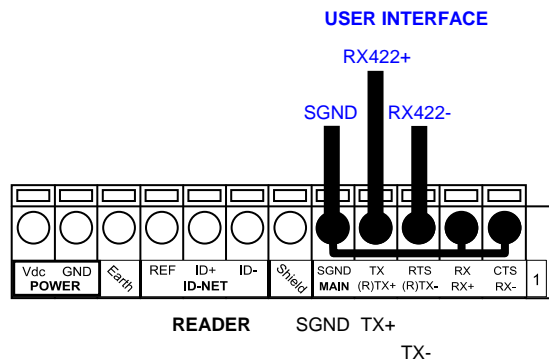 USER INTERFACE
RX422+
SGND RX422-
Vdc GND Earth REF ID+ ID- Shield SGND TX RTS RX CTS 1
POWER ID-NET MAIN (R)TX+ (R)TX- RX+ RX-
READER SGND TX+
TX-